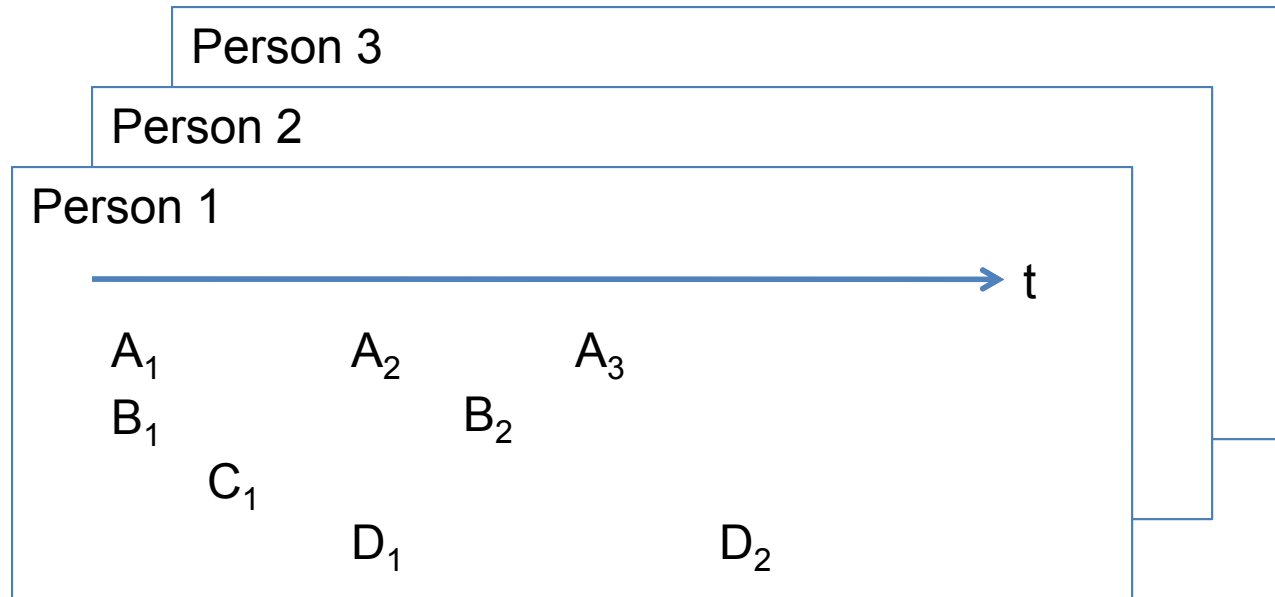 Person 3
Person 2
Person 1
t
A₁ A₂ A₃
B₁ B₂
C₁
D₁ D₂